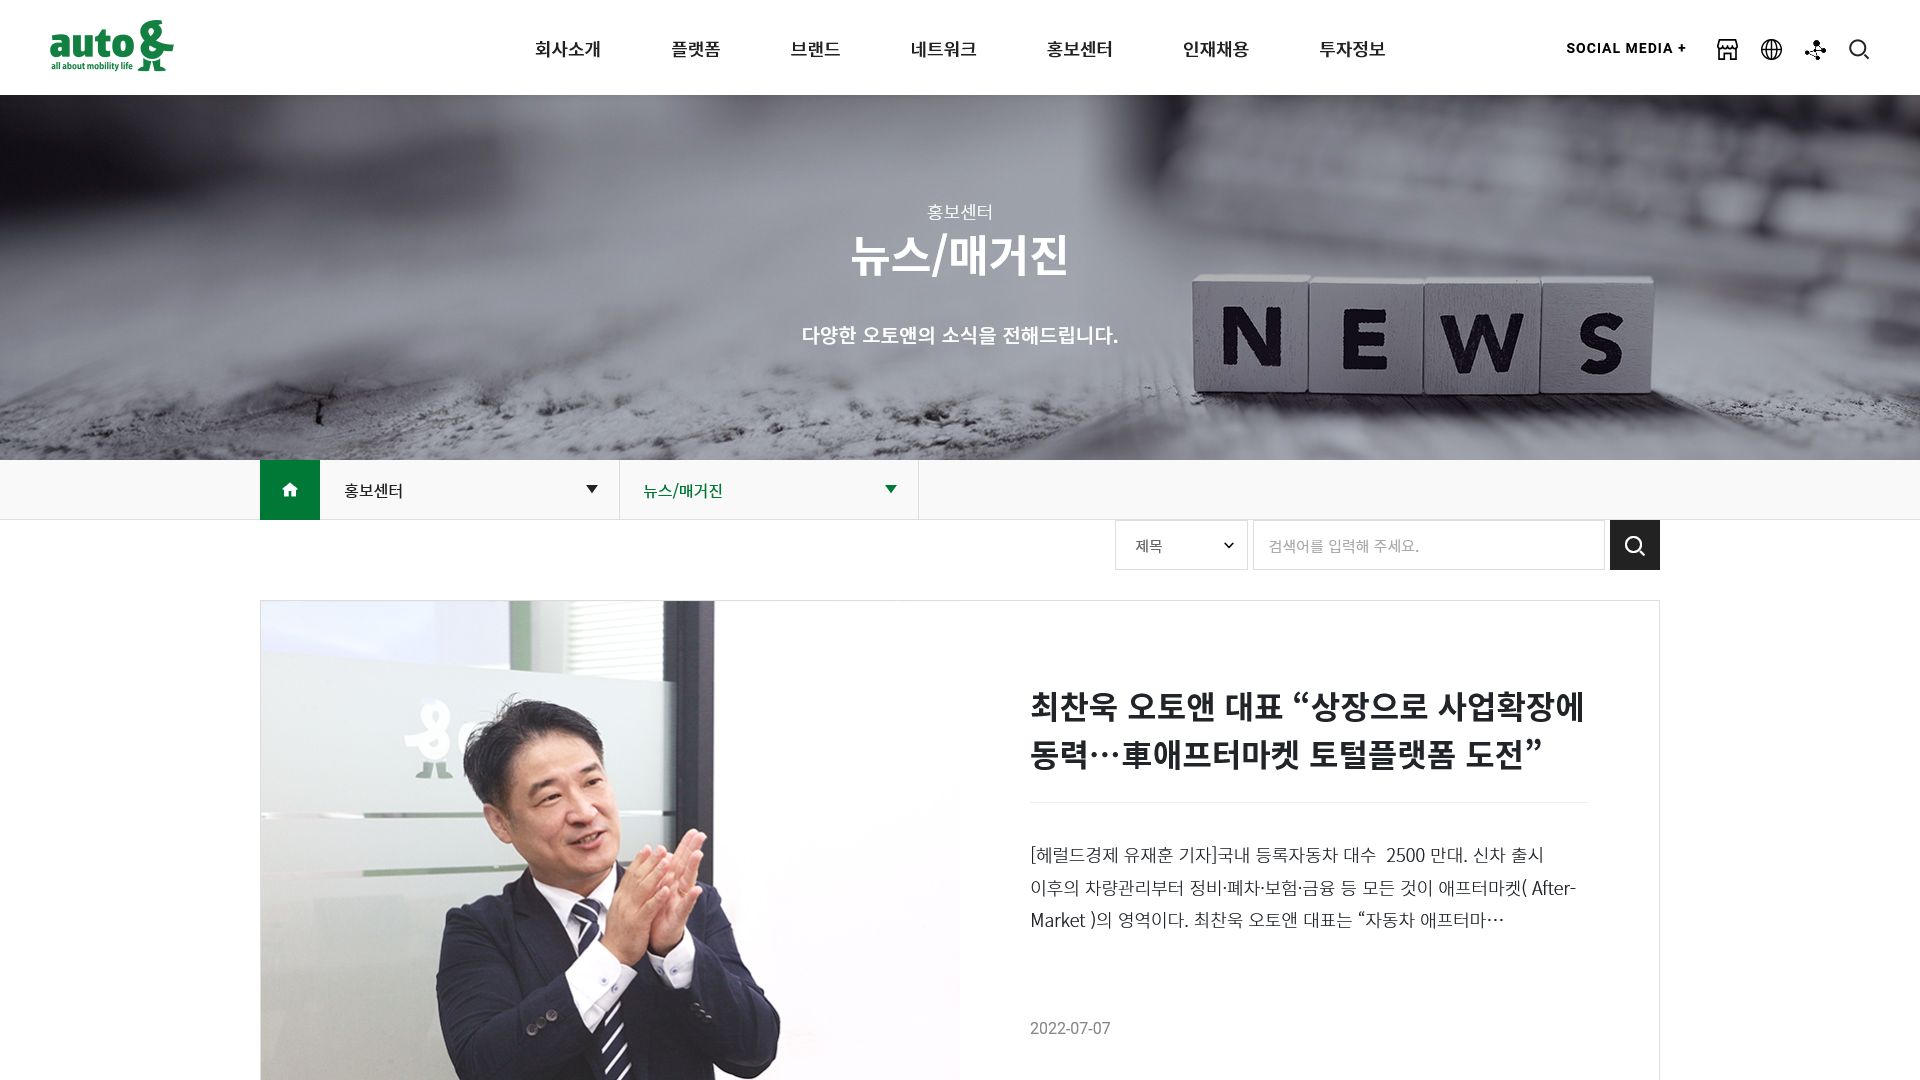 auto&
all about mobility life
회사소개
플랫폼
브랜드
네트워크
홍보센터
인재채용
투자정보
SOCIAL MEDIA +
홍보센터
뉴스/매거진
다양한 오토앤의 소식을 전해드립니다.
NEWS
홍보센터
뉴스/매거진
제목
검색어를 입력해 주세요.
최찬욱 오토앤 대표 “상장으로 사업확장에
동력…車애프터마켓 토털플랫폼 도전”
[헤럴드경제 유재훈 기자]국내 등록자동차 대수  2500 만대. 신차 출시
이후의 차량관리부터 정비·폐차·보험·금융 등 모든 것이 애프터마켓( After-
Market )의 영역이다. 최찬욱 오토앤 대표는 “자동차 애프터마…
2022-07-07